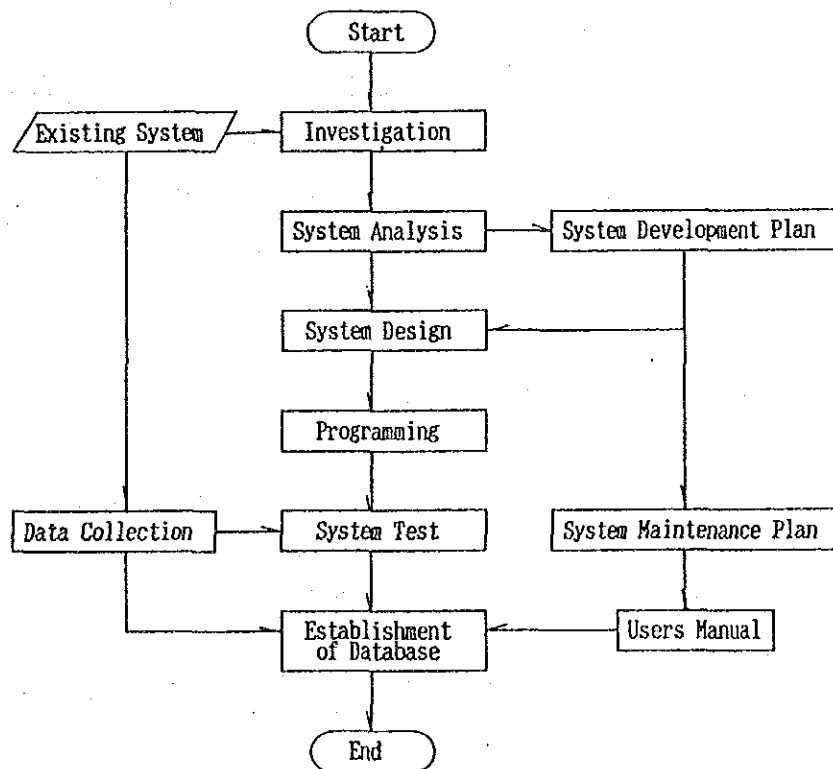 Start
Existing System
Investigation
System Analysis
System Development Plan
System Design
Programming
Data Collection
System Test
System Maintenance Plan
Establishment
of Database
Users Manual
End